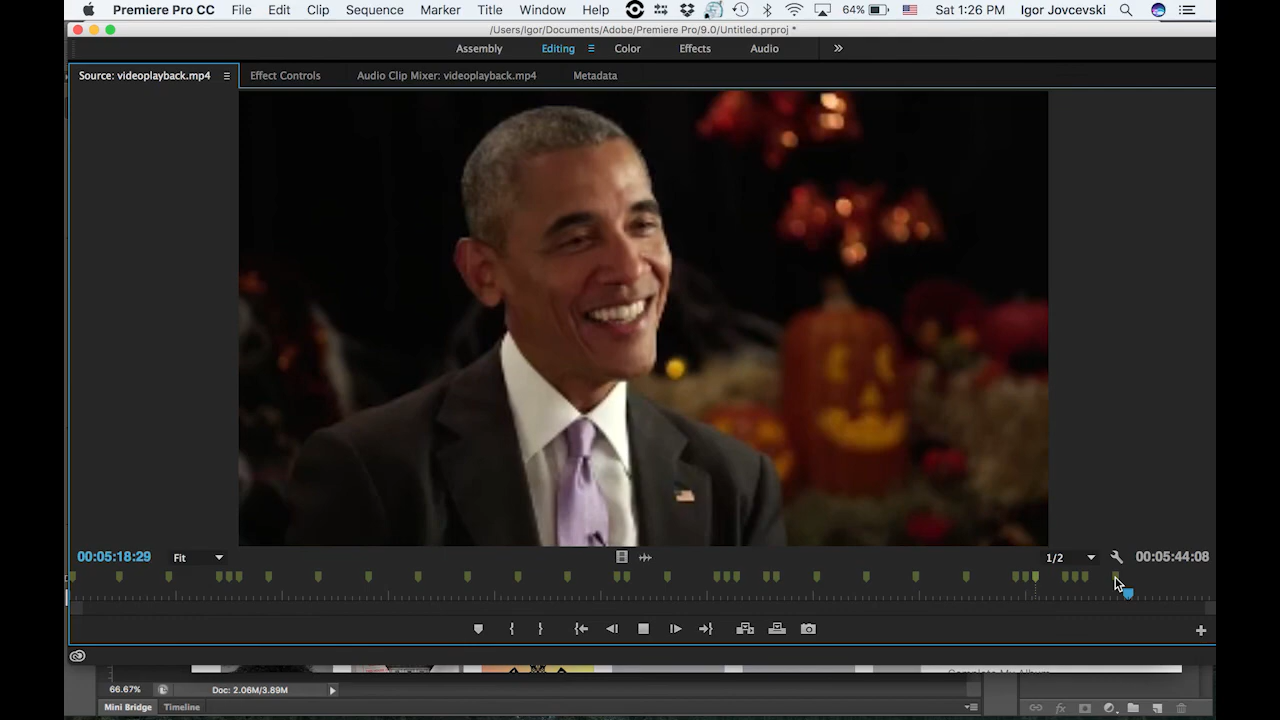 Premiere Pro CC File Edit Clip Sequence Marker Title Window Help 64% Sat 1:26 PM Igor Jovcevski
/Users/Igor/Documents/Adobe/Premiere Pro/9.0/Untitled.prproj *
Assembly Editing Color Effects Audio
Source: videoplayback.mp4 Effect Controls Audio Clip Mixer: videoplayback.mp4 Metadata
00:05:18:29 Fit 1/2 00:05:44:08
66.67% Doc: 2.06M/3.89M
Mini Bridge Timeline